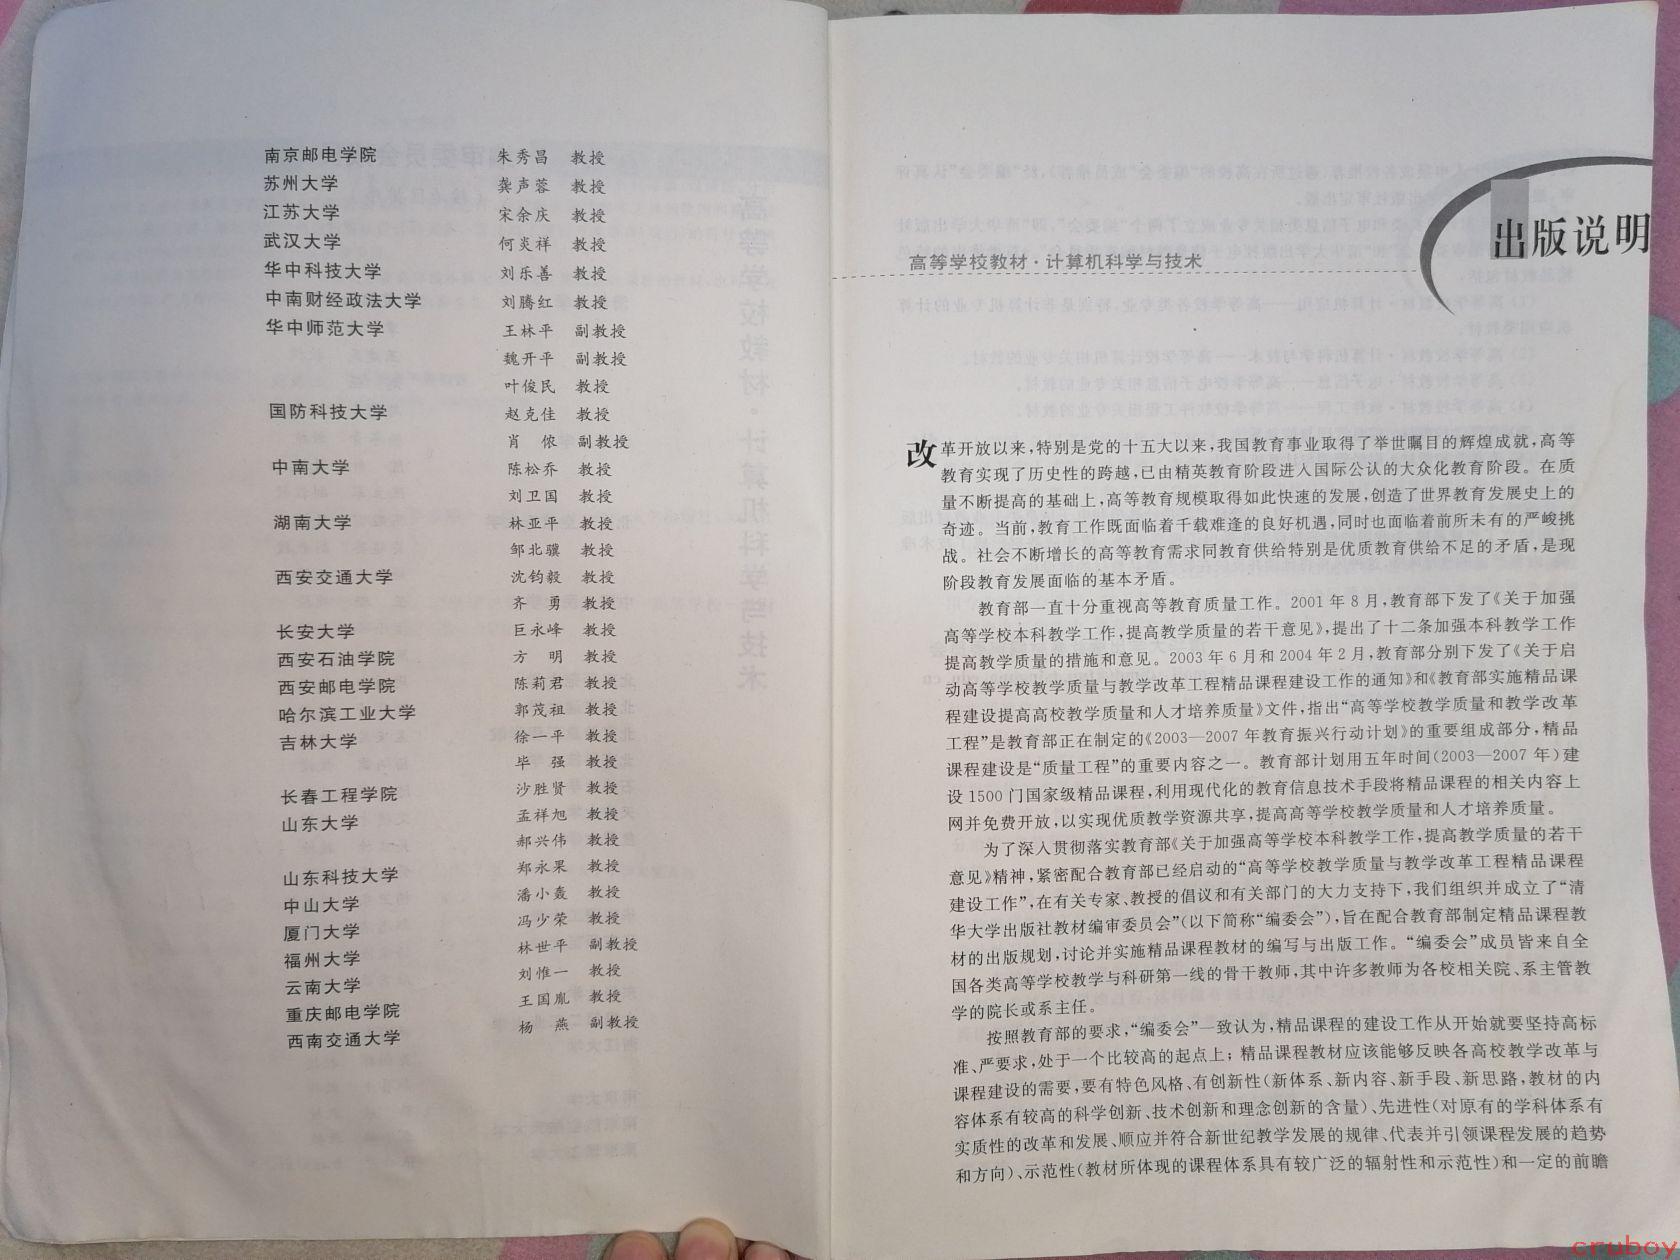 南京邮电学院 朱秀昌 教授
苏州大学 龚声蓉 教授
江苏大学 宋余庆 教授
武汉大学 何炎祥 教授
华中科技大学 刘乐善 教授
中南财经政法大学 刘腾红 教授
华中师范大学 王林平 副教授
魏开平 副教授
叶俊民 教授
国防科技大学 赵克佳 教授
肖 侬 副教授
中南大学 陈松乔 教授
刘卫国 教授
湖南大学 林亚平 教授
邹北骥 教授
西安交通大学 沈钧毅 教授
齐 勇 教授
长安大学 巨永峰 教授
西安石油学院 方 明 教授
西安邮电学院 陈莉君 教授
哈尔滨工业大学 郭茂祖 教授
吉林大学 徐一平 教授
毕 强 教授
长春工程学院 沙胜贤 教授
山东大学 孟祥旭 教授
郝兴伟 教授
山东科技大学 郑永果 教授
中山大学 潘小轰 教授
厦门大学 冯少荣 教授
福州大学 林世平 副教授
云南大学 刘惟一 教授
重庆邮电学院 王国胤 教授
西南交通大学 杨 燕 副教授
出版说明
高等学校教材·计算机科学与技术
改革开放以来，特别是党的十五大以来，我国教育事业取得了举世瞩目的辉煌成就，高等
教育实现了历史性的跨越，已由精英教育阶段进入国际公认的大众化教育阶段。在质
量不断提高的基础上，高等教育规模取得如此快速的发展，创造了世界教育发展史上的
奇迹。当前，教育工作既面临着千载难逢的良好机遇，同时也面临着前所未有的严峻挑
战。社会不断增长的高等教育需求同教育供给特别是优质教育供给不足的矛盾，是现
阶段教育发展面临的基本矛盾。
教育部一直十分重视高等教育质量工作。2001 年 8 月，教育部下发了《关于加强
高等学校本科教学工作，提高教学质量的若干意见》，提出了十二条加强本科教学工作
提高教学质量的措施和意见。2003 年 6 月和 2004 年 2 月，教育部分别下发了《关于启
动高等学校教学质量与教学改革工程精品课程建设工作的通知》和《教育部实施精品课
程建设提高高校教学质量和人才培养质量》文件，指出“高等学校教学质量和教学改革
工程”是教育部正在制定的《2003—2007 年教育振兴行动计划》的重要组成部分，精品
课程建设是“质量工程”的重要内容之一。教育部计划用五年时间（2003—2007 年）建
设 1500 门国家级精品课程，利用现代化的教育信息技术手段将精品课程的相关内容上
网并免费开放，以实现优质教学资源共享，提高高等学校教学质量和人才培养质量。
为了深入贯彻落实教育部《关于加强高等学校本科教学工作，提高教学质量的若干
意见》精神，紧密配合教育部已经启动的“高等学校教学质量与教学改革工程精品课程
建设工作”，在有关专家、教授的倡议和有关部门的大力支持下，我们组织并成立了“清
华大学出版社教材编审委员会”（以下简称“编委会”），旨在配合教育部制定精品课程教
材的出版规划，讨论并实施精品课程教材的编写与出版工作。“编委会”成员皆来自全
国各类高等学校教学与科研第一线的骨干教师，其中许多教师为各校相关院、系主管教
学的院长或系主任。
按照教育部的要求，“编委会”一致认为，精品课程的建设工作从开始就要坚持高标
准、严要求，处于一个比较高的起点上；精品课程教材应该能够反映各高校教学改革与
课程建设的需要，要有特色风格、有创新性（新体系、新内容、新手段、新思路，教材的内
容体系有较高的科学创新、技术创新和理念创新的含量）、先进性（对原有的学科体系有
实质性的改革和发展、顺应并符合新世纪教学发展的规律、代表并引领课程发展的趋势
和方向）、示范性（教材所体现的课程体系具有较广泛的辐射性和示范性）和一定的前瞻
cruboy